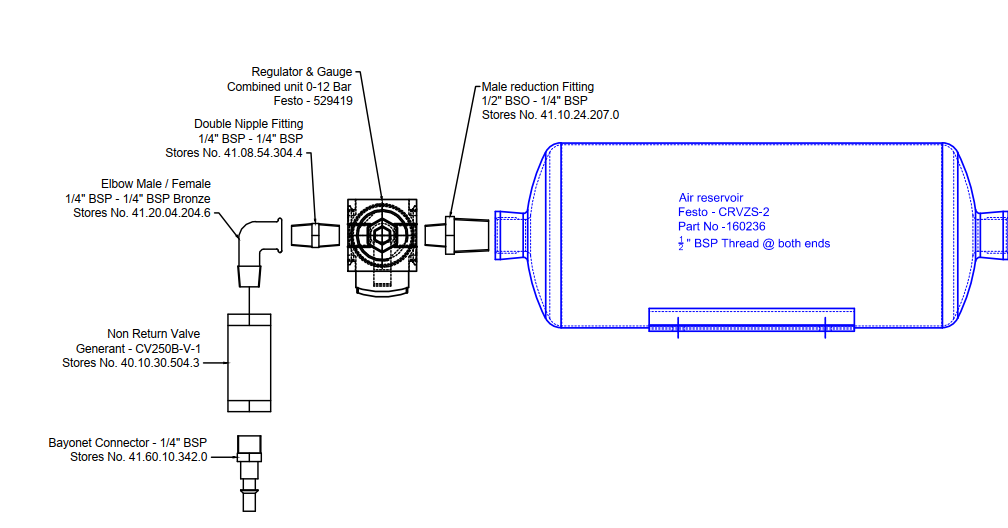 Regulator & Gauge
Combined unit 0-12 Bar
Festo - 529419
Male reduction Fitting
1/2" BSO - 1/4" BSP
Stores No. 41.10.24.207.0
Double Nipple Fitting
1/4" BSP - 1/4" BSP
Stores No. 41.08.54.304.4
Elbow Male / Female
1/4" BSP - 1/4" BSP Bronze
Stores No. 41.20.04.204.6
Air reservoir
Festo - CRVZS-2
Part No -160236
½ " BSP Thread @ both ends
Non Return Valve
Generant - CV250B-V-1
Stores No. 40.10.30.504.3
Bayonet Connector - 1/4" BSP
Stores No. 41.60.10.342.0